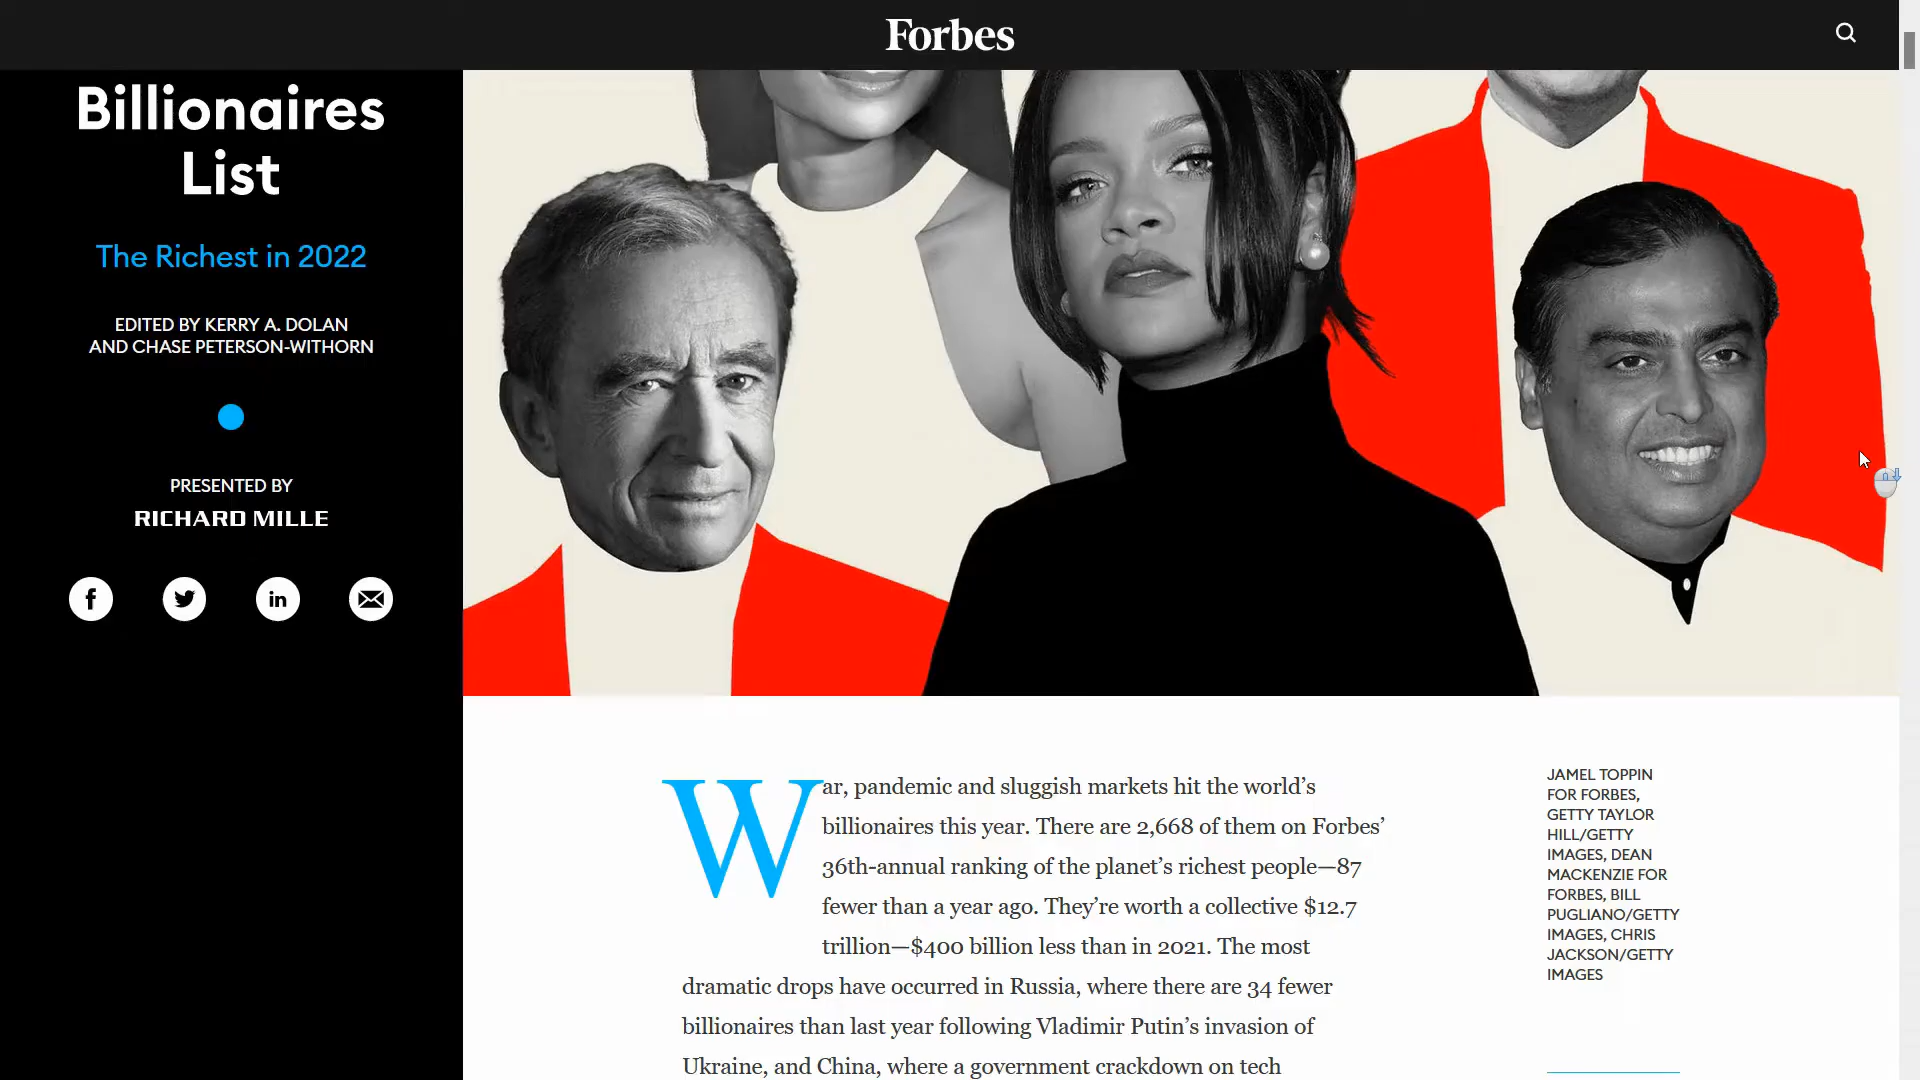 Forbes
Billionaires
List
The Richest in 2022
EDITED BY KERRY A. DOLAN
AND CHASE PETERSON-WITHORN
PRESENTED BY
RICHARD MILLE
War, pandemic and sluggish markets hit the world’s
billionaires this year. There are 2,668 of them on Forbes’
36th-annual ranking of the planet’s richest people—87
fewer than a year ago. They’re worth a collective $12.7
trillion—$400 billion less than in 2021. The most
dramatic drops have occurred in Russia, where there are 34 fewer
billionaires than last year following Vladimir Putin’s invasion of
Ukraine, and China, where a government crackdown on tech
JAMEL TOPPIN
FOR FORBES,
GETTY TAYLOR
HILL/GETTY
IMAGES, DEAN
MACKENZIE FOR
FORBES, BILL
PUGLIANO/GETTY
IMAGES, CHRIS
JACKSON/GETTY
IMAGES